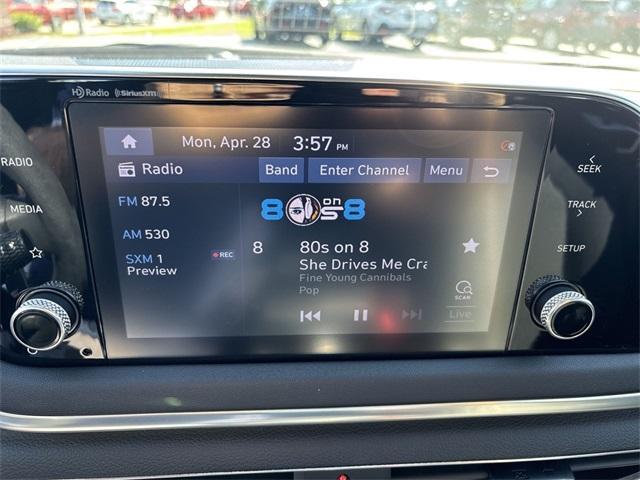 HD Radio SiriusXM
Mon, Apr. 28 3:57 PM
Radio Band Enter Channel Menu
FM 87.5
AM 530
SXM 1
Preview
REC
8 on 8
8 80s on 8
She Drives Me Cra
Fine Young Cannibals
Pop
SCAN
Live
RADIO
MEDIA
SEEK
TRACK
SETUP